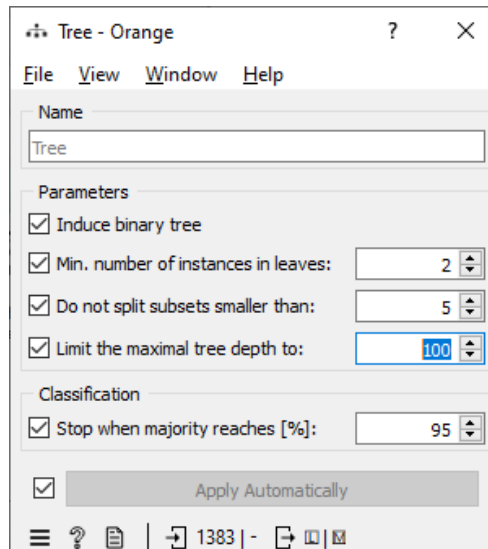 Tree - Orange ? X
File View Window Help
Name
Tree
Parameters
Induce binary tree
Min. number of instances in leaves: 2
Do not split subsets smaller than: 5
Limit the maximal tree depth to: 100
Classification
Stop when majority reaches [%]: 95
Apply Automatically
? 1383 | - |